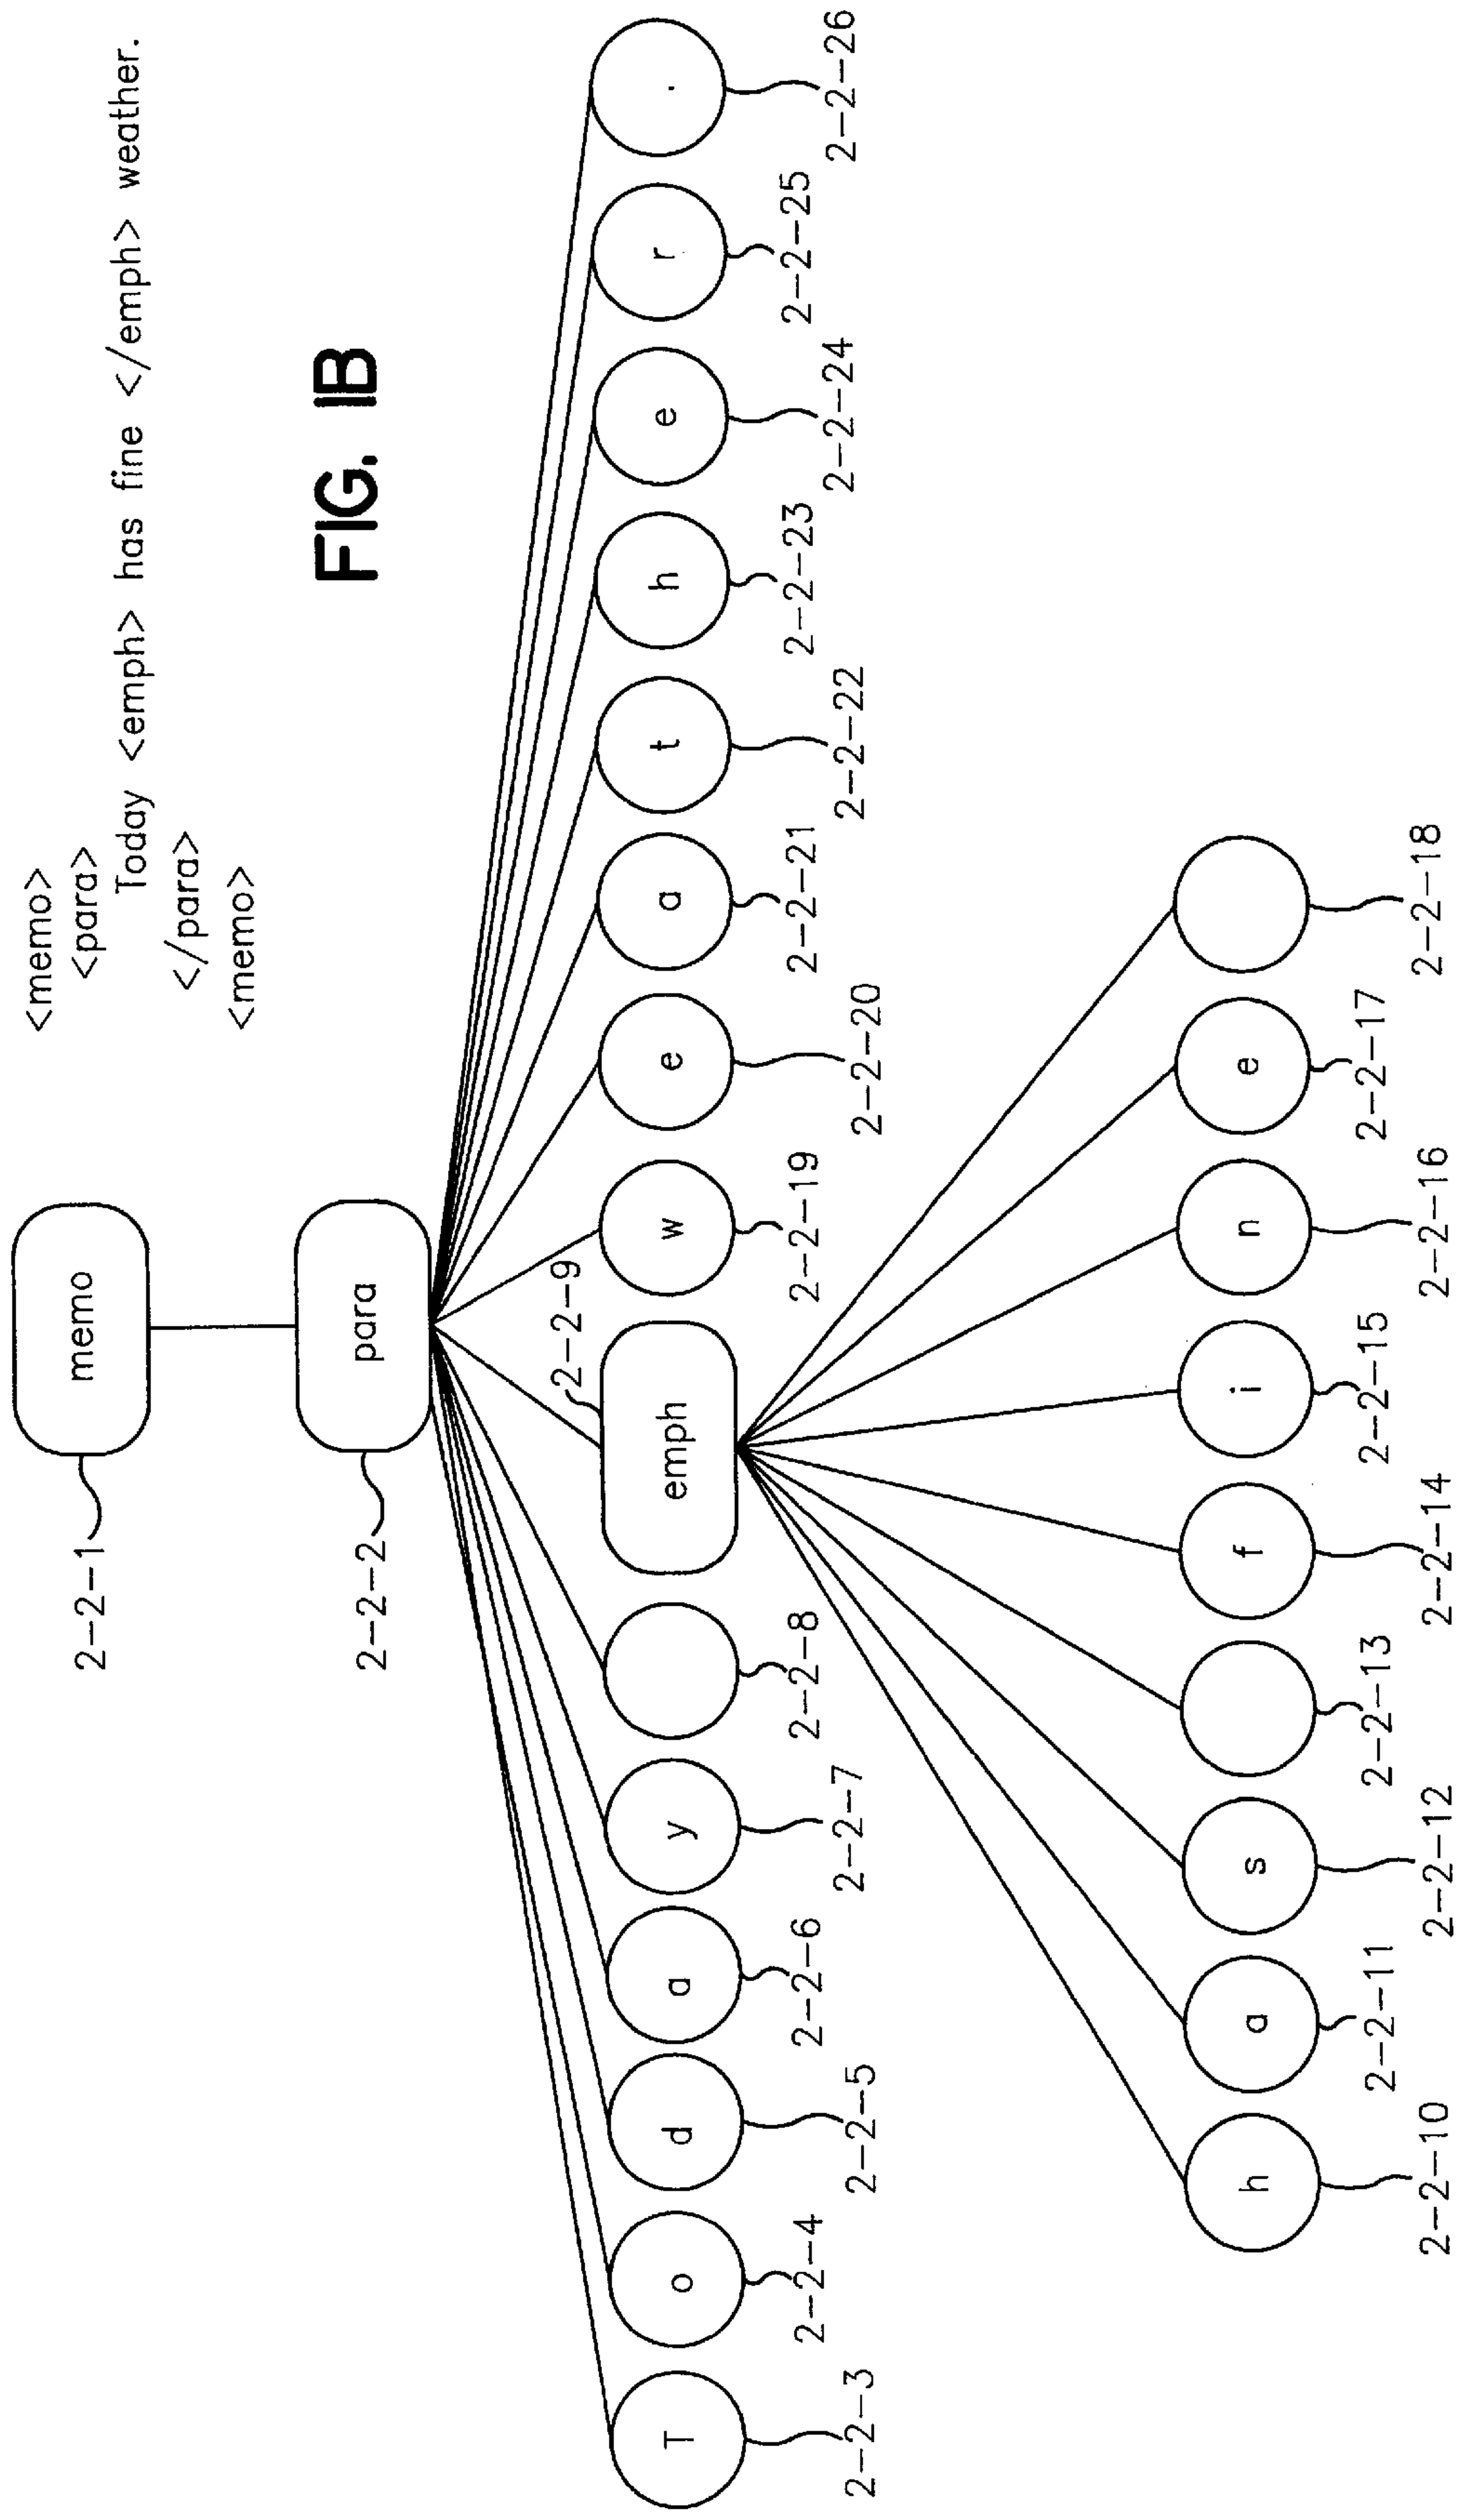 <memo>
<para>
Today <emph> has fine </emph> weather.
</para>
<memo>
FIG. 1B
memo
2-2-1
para
2-2-2
T o d a y emph w e a t h e r .
2-2-9
2-2-3 2-2-4 2-2-5 2-2-6 2-2-7 2-2-8 2-2-19 2-2-20 2-2-21 2-2-22 2-2-23 2-2-24 2-2-25 2-2-26
h a s f i n e
2-2-10 2-2-11 2-2-12 2-2-13 2-2-14 2-2-15 2-2-16 2-2-17 2-2-18